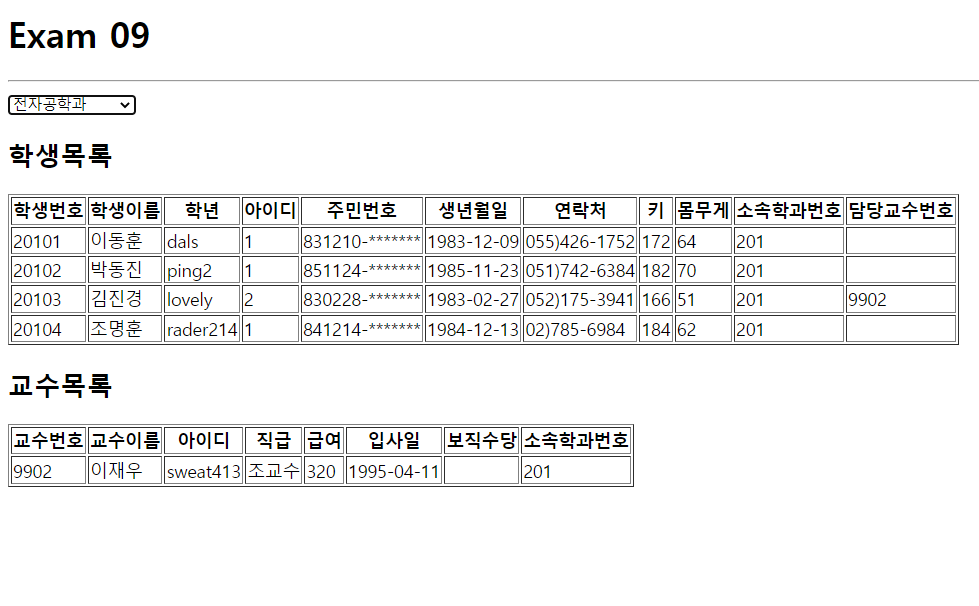 Exam 09
전자공학과
학생목록
학생번호 학생이름 학년 아이디 주민번호 생년월일 연락처 키 몸무게 소속학과번호 담당교수번호
20101 이동훈 dals 1 831210-******* 1983-12-09 055)426-1752 172 64 201
20102 박동진 ping2 1 851124-******* 1985-11-23 051)742-6384 182 70 201
20103 김진경 lovely 2 830228-******* 1983-02-27 052)175-3941 166 51 201 9902
20104 조명훈 rader214 1 841214-******* 1984-12-13 02)785-6984 184 62 201
교수목록
교수번호 교수이름 아이디 직급 급여 입사일 보직수당 소속학과번호
9902 이재우 sweat413 조교수 320 1995-04-11 201